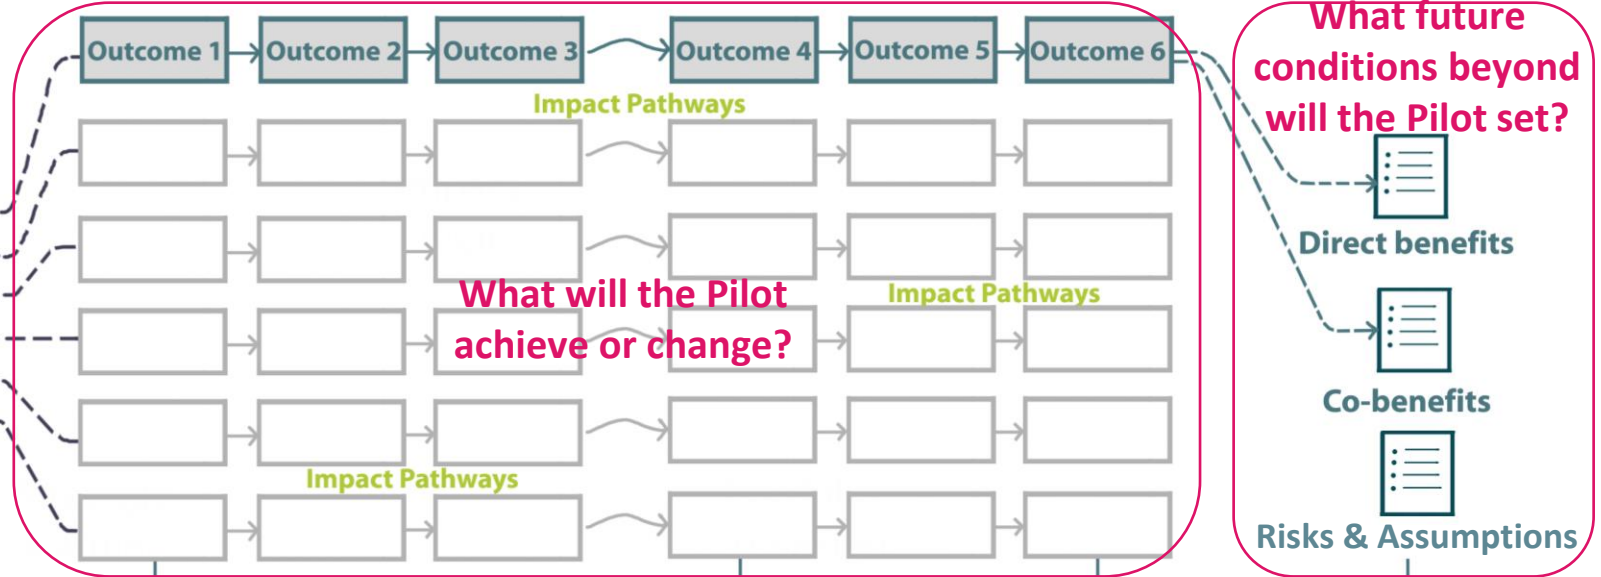 Outcome 1
Outcome 2
Outcome 3
Outcome 4
Outcome 5
Outcome 6
Impact Pathways
What will the Pilot
achieve or change?
Impact Pathways
Impact Pathways
What future
conditions beyond
will the Pilot set?
Direct benefits
Co-benefits
Risks & Assumptions